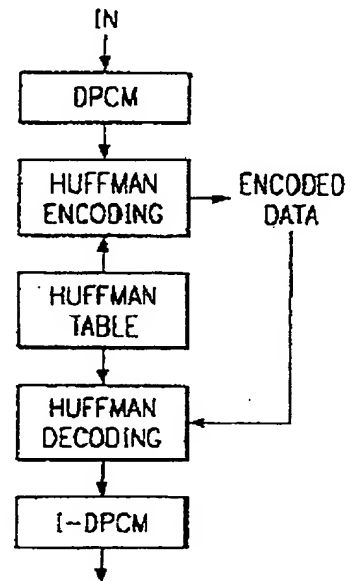 IN
DPCM
HUFFMAN
ENCODING
ENCODED
DATA
HUFFMAN
TABLE
HUFFMAN
DECODING
I-DPCM